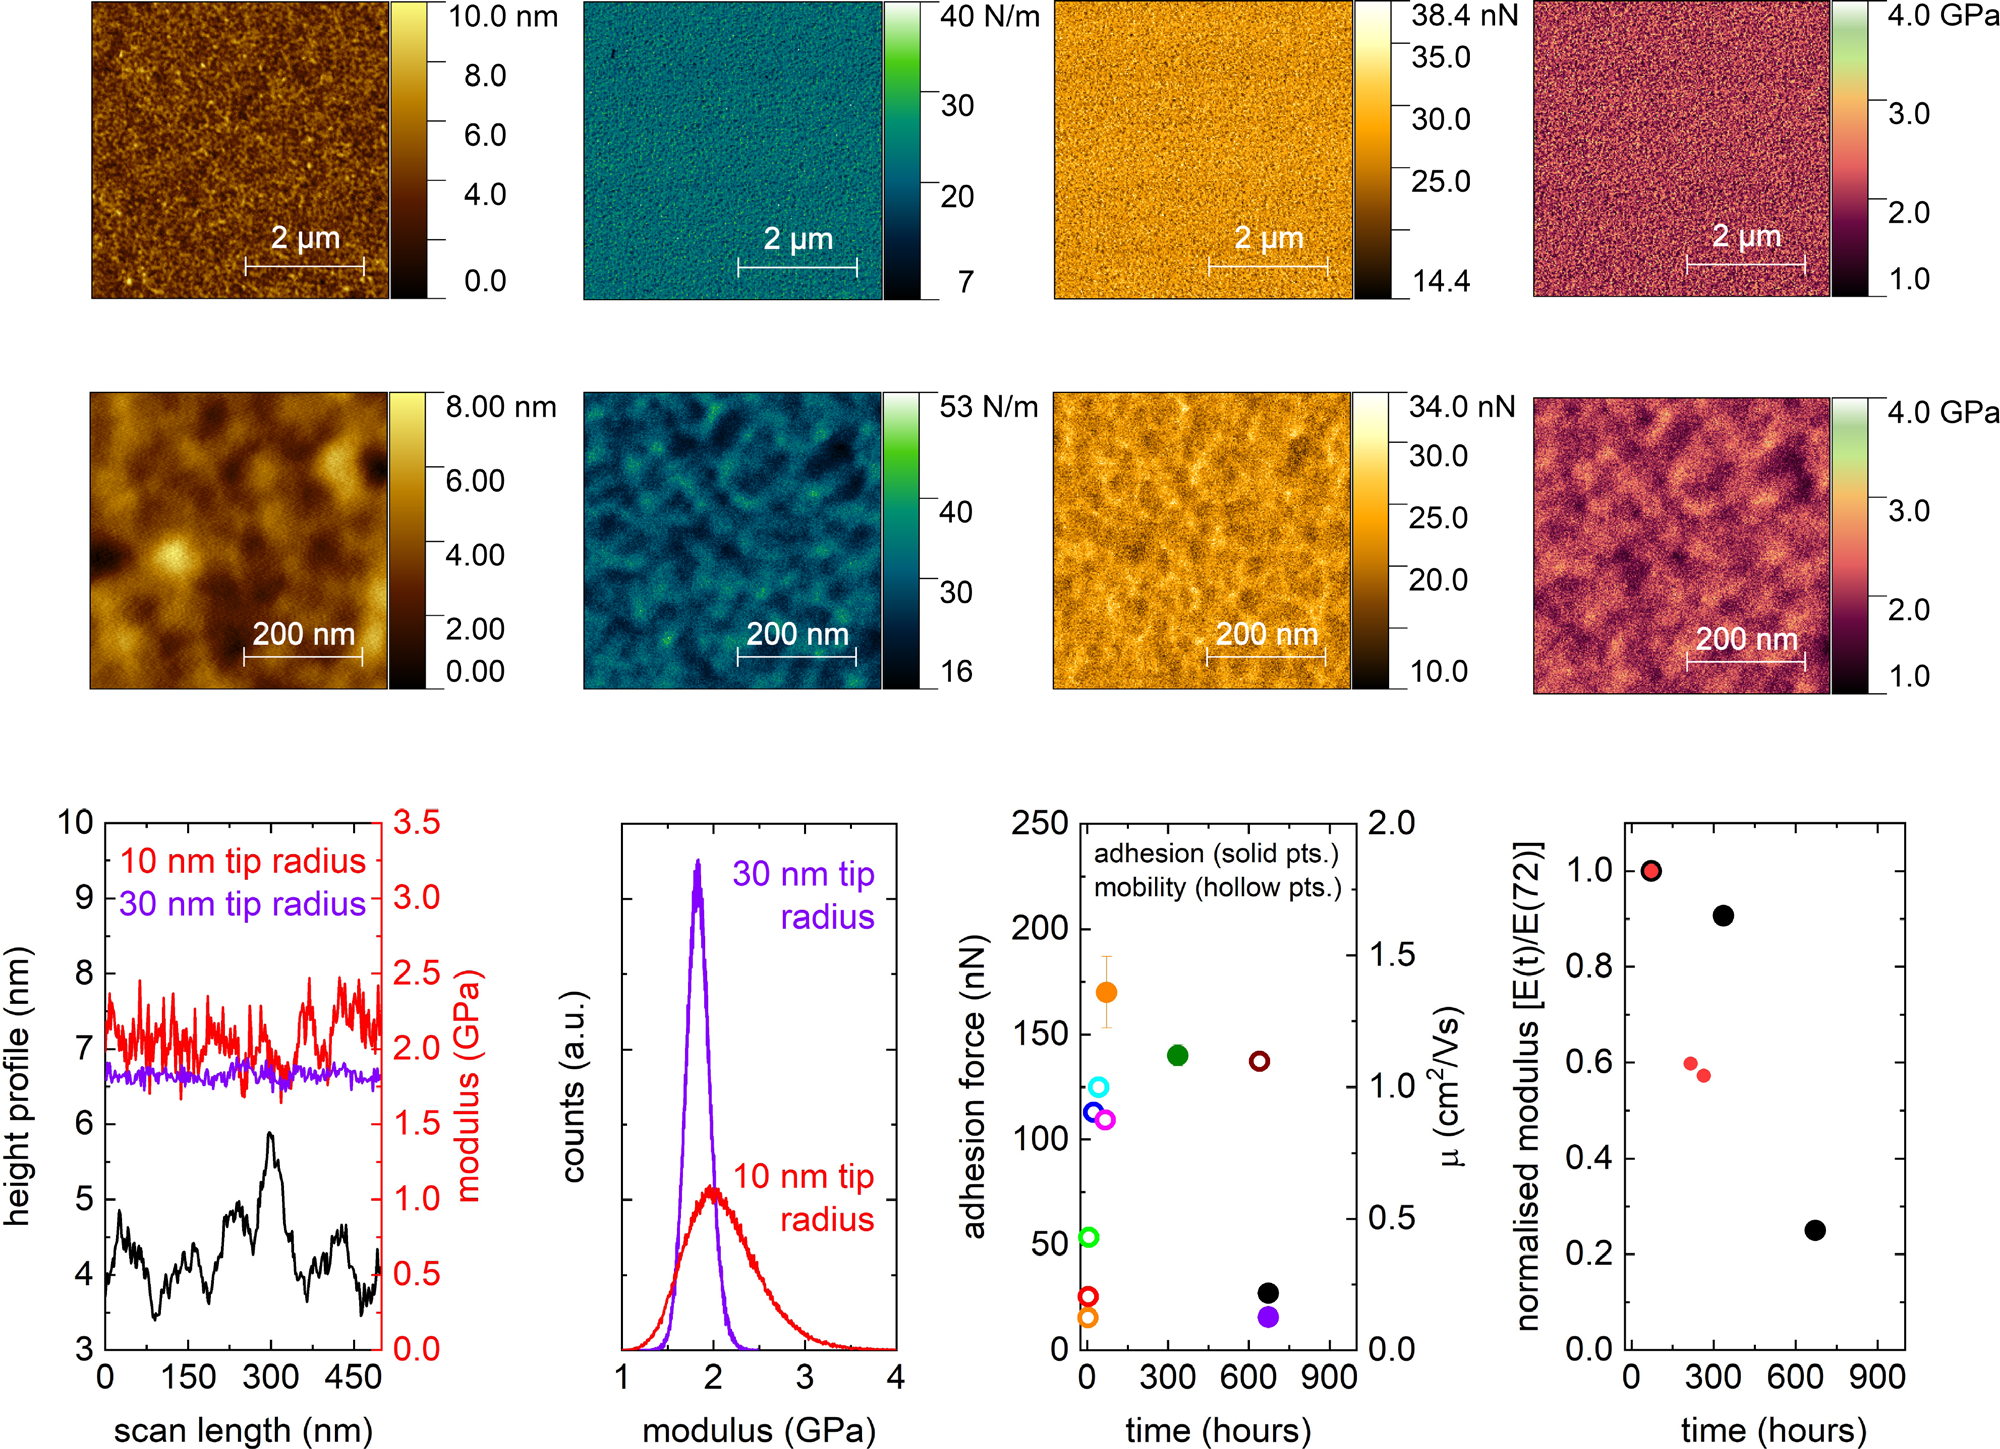 10.0 nm
8.0
6.0
4.0
0.0
2 µm
40 N/m
30
20
7
2 µm
38.4 nN
35.0
30.0
25.0
14.4
2 µm
4.0 GPa
3.0
2.0
1.0
2 µm
8.00 nm
6.00
4.00
2.00
0.00
200 nm
53 N/m
40
30
16
200 nm
34.0 nN
30.0
25.0
20.0
10.0
200 nm
4.0 GPa
3.0
2.0
1.0
200 nm
10
9
8
7
6
5
4
3
height profile (nm)
10 nm tip radius
30 nm tip radius
3.5
3.0
2.5
2.0
1.5
1.0
0.5
0.0
modulus (GPa)
0 150 300 450
scan length (nm)
counts (a.u.)
30 nm tip
radius
10 nm tip
radius
1 2 3 4
modulus (GPa)
250
200
150
100
50
0
adhesion force (nN)
adhesion (solid pts.)
mobility (hollow pts.)
2.0
1.5
1.0
0.5
0.0
µ (cm²/Vs)
0 300 600 900
time (hours)
normalised modulus [E(t)/E(72)]
1.0
0.8
0.6
0.4
0.2
0.0
0 300 600 900
time (hours)